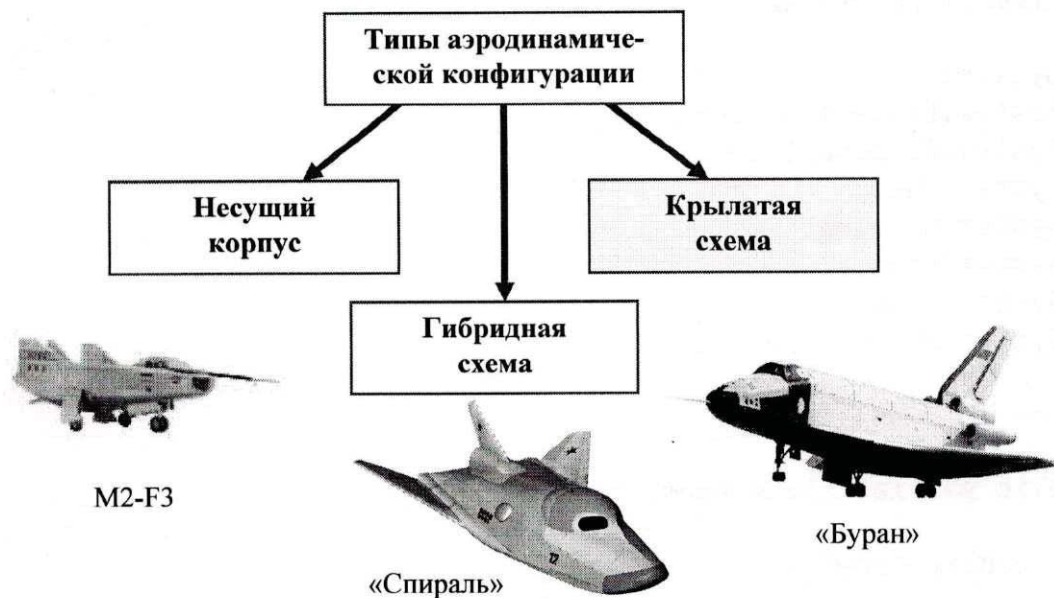 Типы аэродинамиче-
ской конфигурации
Несущий
корпус
Крылатая
схема
Гибридная
схема
M2-F3
«Буран»
«Спираль»